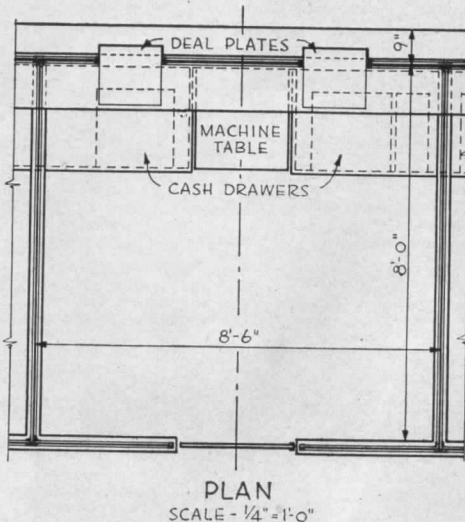 DEAL PLATES
9"
MACHINE
TABLE
CASH DRAWERS
8'-0"
8'-6"
PLAN
SCALE - 1/4" = 1'-0"